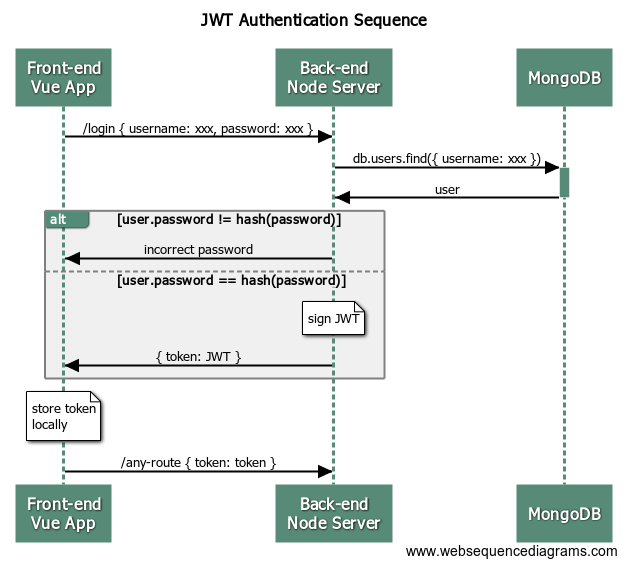 JWT Authentication Sequence
Front-end
Vue App
Back-end
Node Server
MongoDB
/login { username: xxx, password: xxx }
db.users.find({ username: xxx })
user
alt
[user.password != hash(password)]
incorrect password
[user.password == hash(password)]
sign JWT
{ token: JWT }
store token
locally
/any-route { token: token }
Front-end
Vue App
Back-end
Node Server
MongoDB
www.websequencediagrams.com